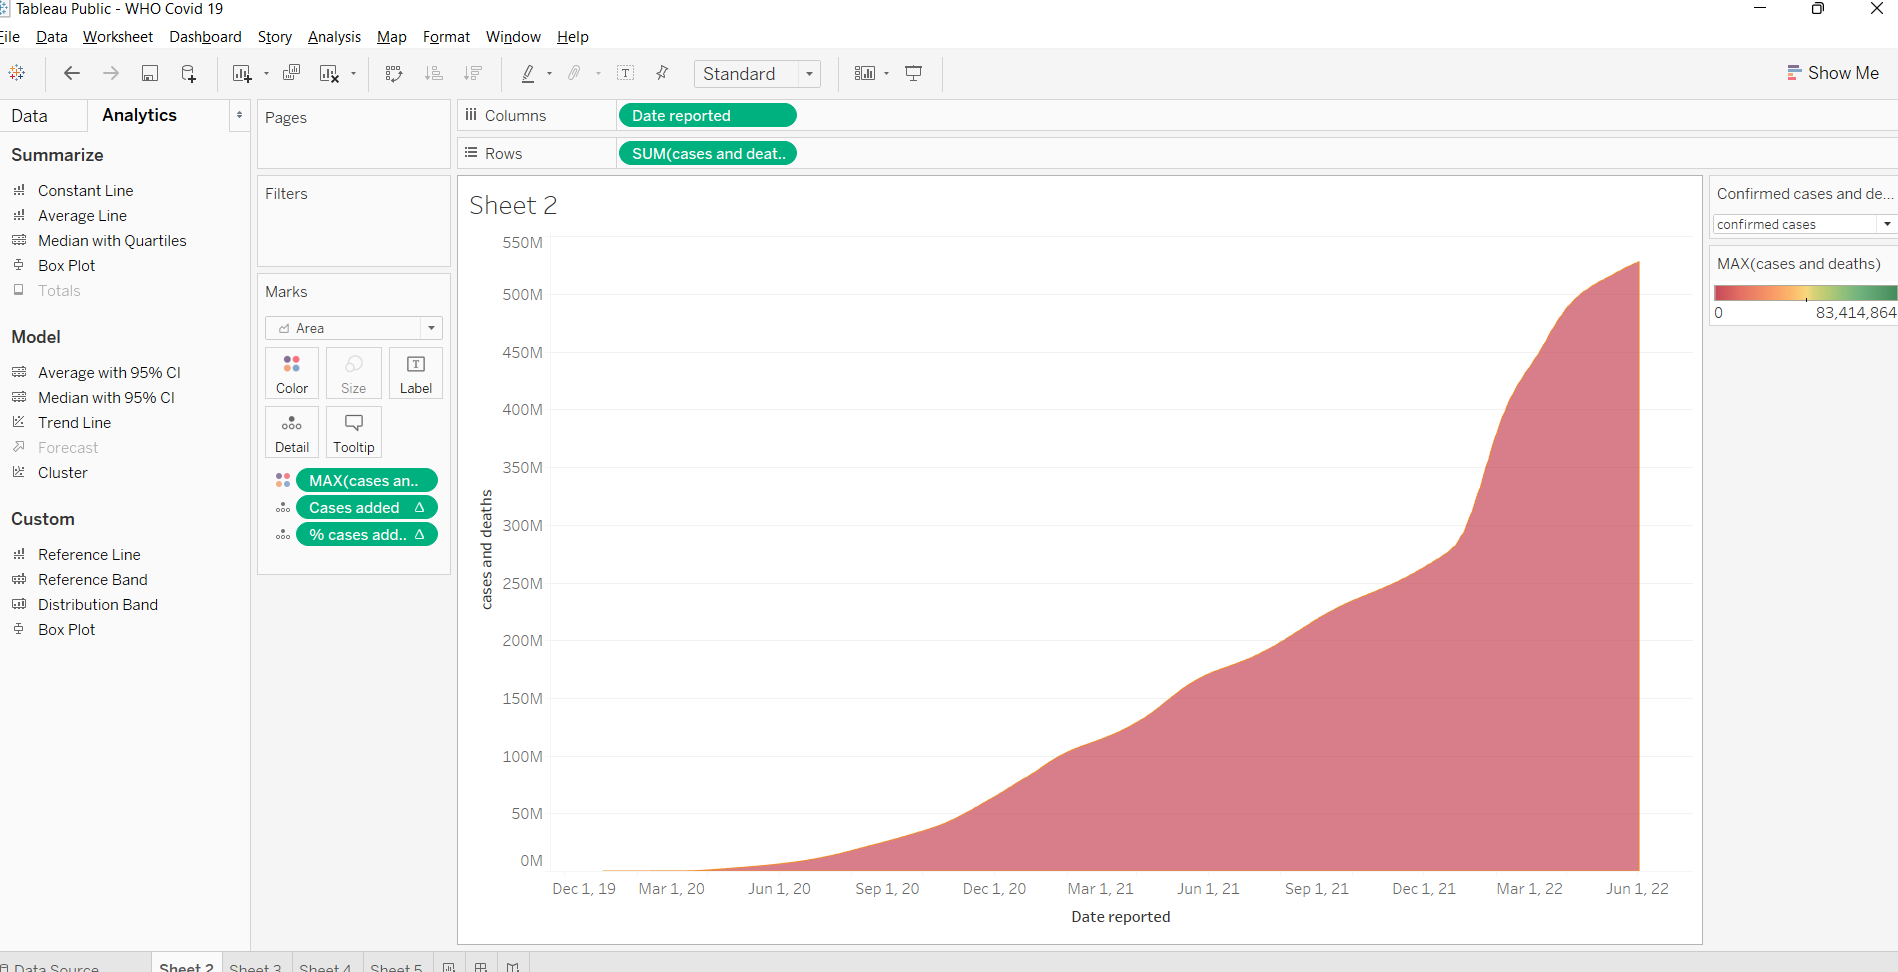 Tableau Public - WHO Covid 19
File Data Worksheet Dashboard Story Analysis Map Format Window Help
Standard
Show Me
Data Analytics
Summarize
Constant Line
Average Line
Median with Quartiles
Box Plot
Totals
Model
Average with 95% CI
Median with 95% CI
Trend Line
Forecast
Cluster
Custom
Reference Line
Reference Band
Distribution Band
Box Plot
Pages
Filters
Marks
Area
Color Size Label
Detail Tooltip
MAX(cases an..
Cases added Δ
% cases add.. Δ
Columns Date reported
Rows SUM(cases and deat..
Sheet 2
550M
500M
450M
400M
350M
300M
250M
200M
150M
100M
50M
0M
cases and deaths
Dec 1, 19 Mar 1, 20 Jun 1, 20 Sep 1, 20 Dec 1, 20 Mar 1, 21 Jun 1, 21 Sep 1, 21 Dec 1, 21 Mar 1, 22 Jun 1, 22
Date reported
Confirmed cases and de...
confirmed cases
MAX(cases and deaths)
0 83,414,864
Data Source Sheet 2 Sheet 3 Sheet 4 Sheet 5